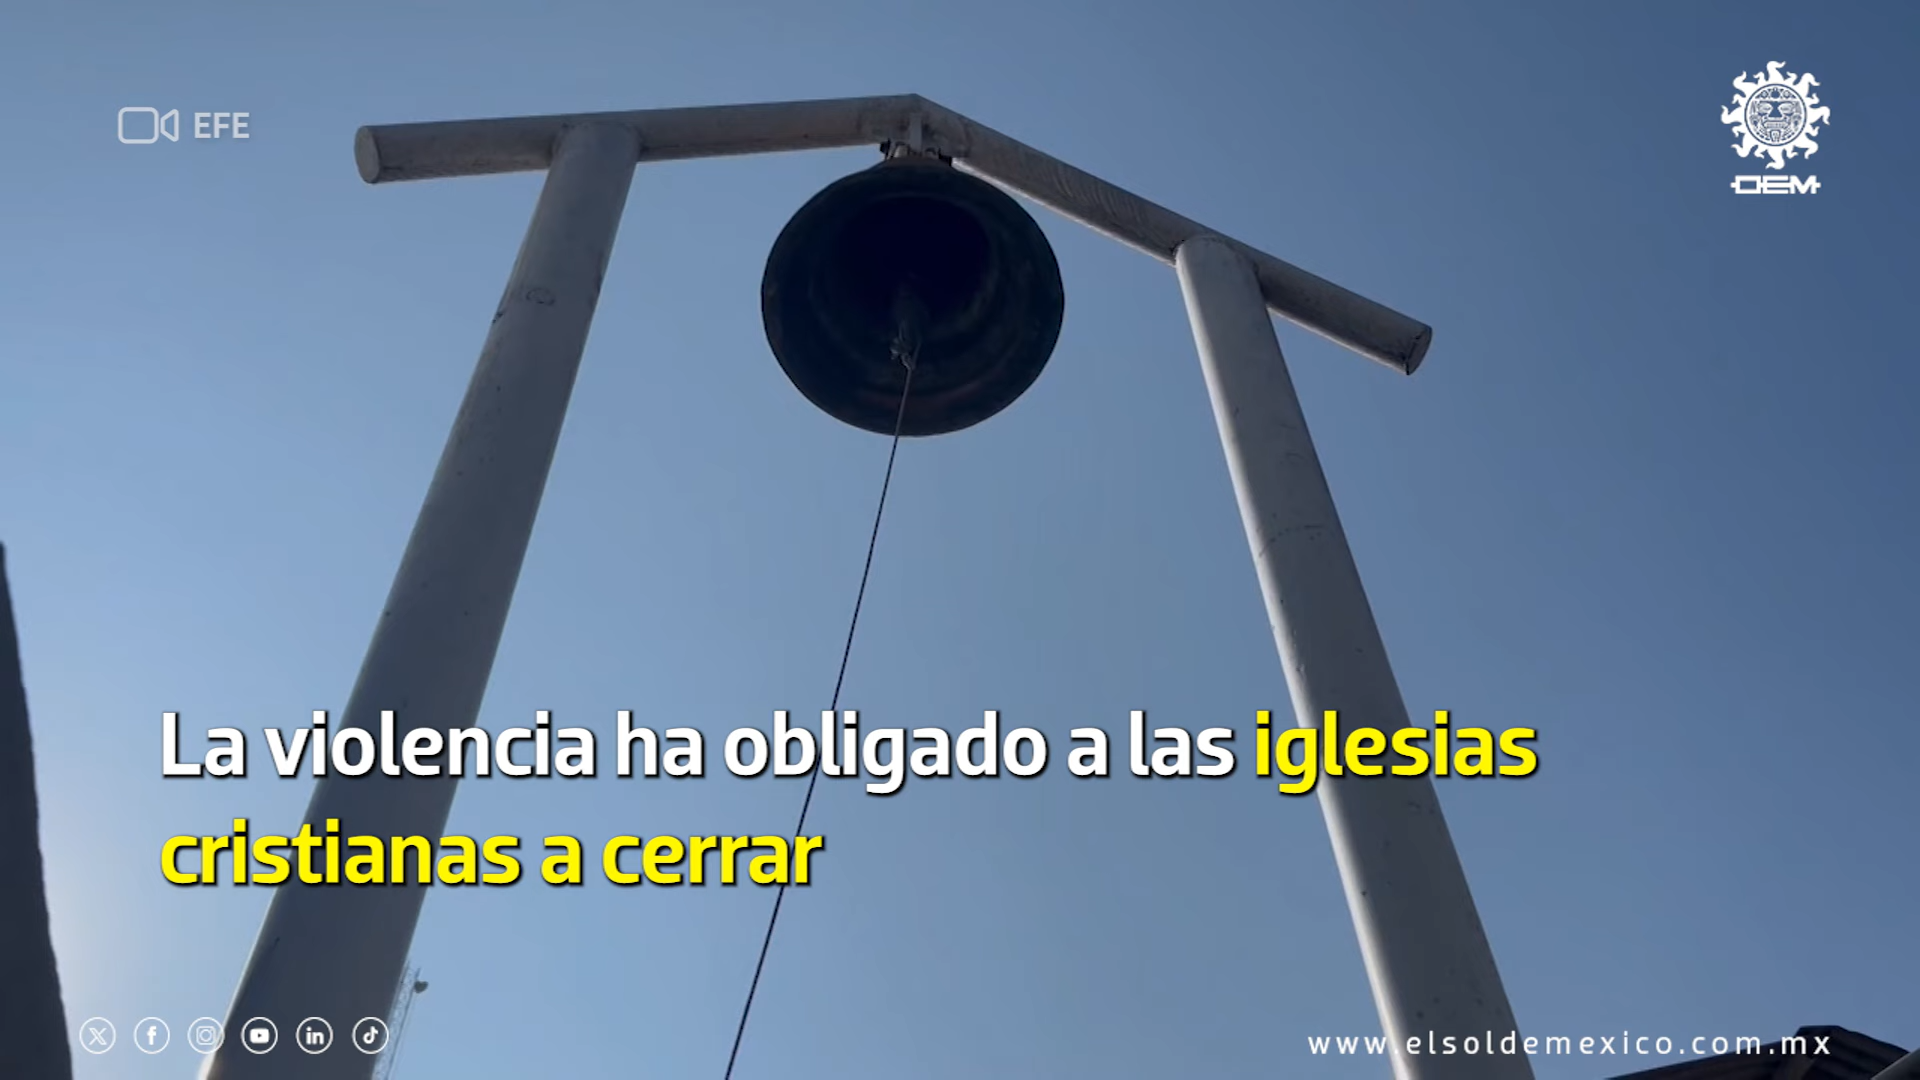 EFE
OEM
La violencia ha obligado a las iglesias
cristianas a cerrar
www.elsoldemexico.com.mx